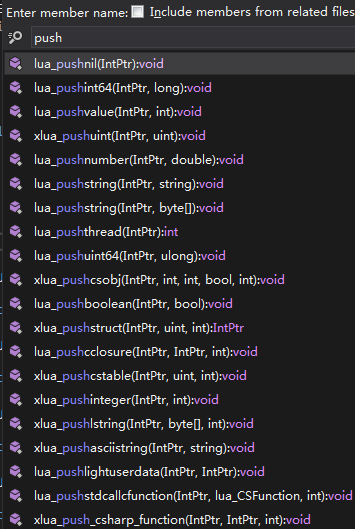 Enter member name: Include members from related files
push
lua_pushnil(IntPtr):void
lua_pushint64(IntPtr, long):void
lua_pushvalue(IntPtr, int):void
xlua_pushuint(IntPtr, uint):void
lua_pushnumber(IntPtr, double):void
lua_pushstring(IntPtr, string):void
lua_pushstring(IntPtr, byte[]):void
lua_pushthread(IntPtr):int
lua_pushuint64(IntPtr, ulong):void
xlua_pushcsobj(IntPtr, int, int, bool, int):void
lua_pushboolean(IntPtr, bool):void
xlua_pushstruct(IntPtr, uint, int):IntPtr
lua_pushcclosure(IntPtr, IntPtr, int):void
xlua_pushcstable(IntPtr, uint, int):void
xlua_pushinteger(IntPtr, int):void
xlua_pushlstring(IntPtr, byte[], int):void
xlua_pushasciistring(IntPtr, string):void
lua_pushlightuserdata(IntPtr, IntPtr):void
lua_pushstdcallcfunction(IntPtr, lua_CSFunction, int):void
xlua_push_csharp_function(IntPtr, IntPtr, int):void